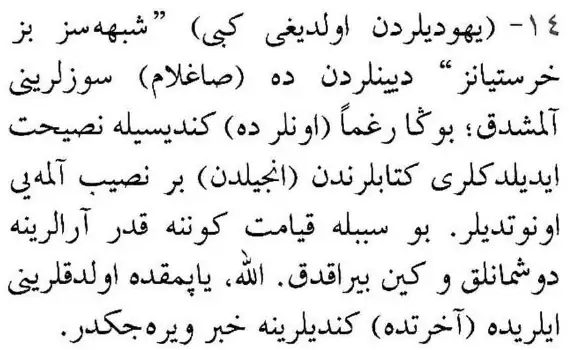 ١٤- (يهوديلردن اولديغى كبى) ”شبهه‌سز بز
خرستيانز“ ديينلردن ده (صاغلام) سوزلرينى
آلمشدق؛ بوڭا رغماً (اونلر ده) كنديسيله نصيحت
ايديلدكلرى كتابلرندن (انجيلدن) بر نصيب آلمه‌يى
اونوتديلر. بو سببله قيامت كوننه قدر آرالرينه
دوشمانلق و كين بيراقدق. الله، ياپمقده اولدقلرينى
ايلريده (آخرتده) كنديلرينه خبر ويره‌جكدر.